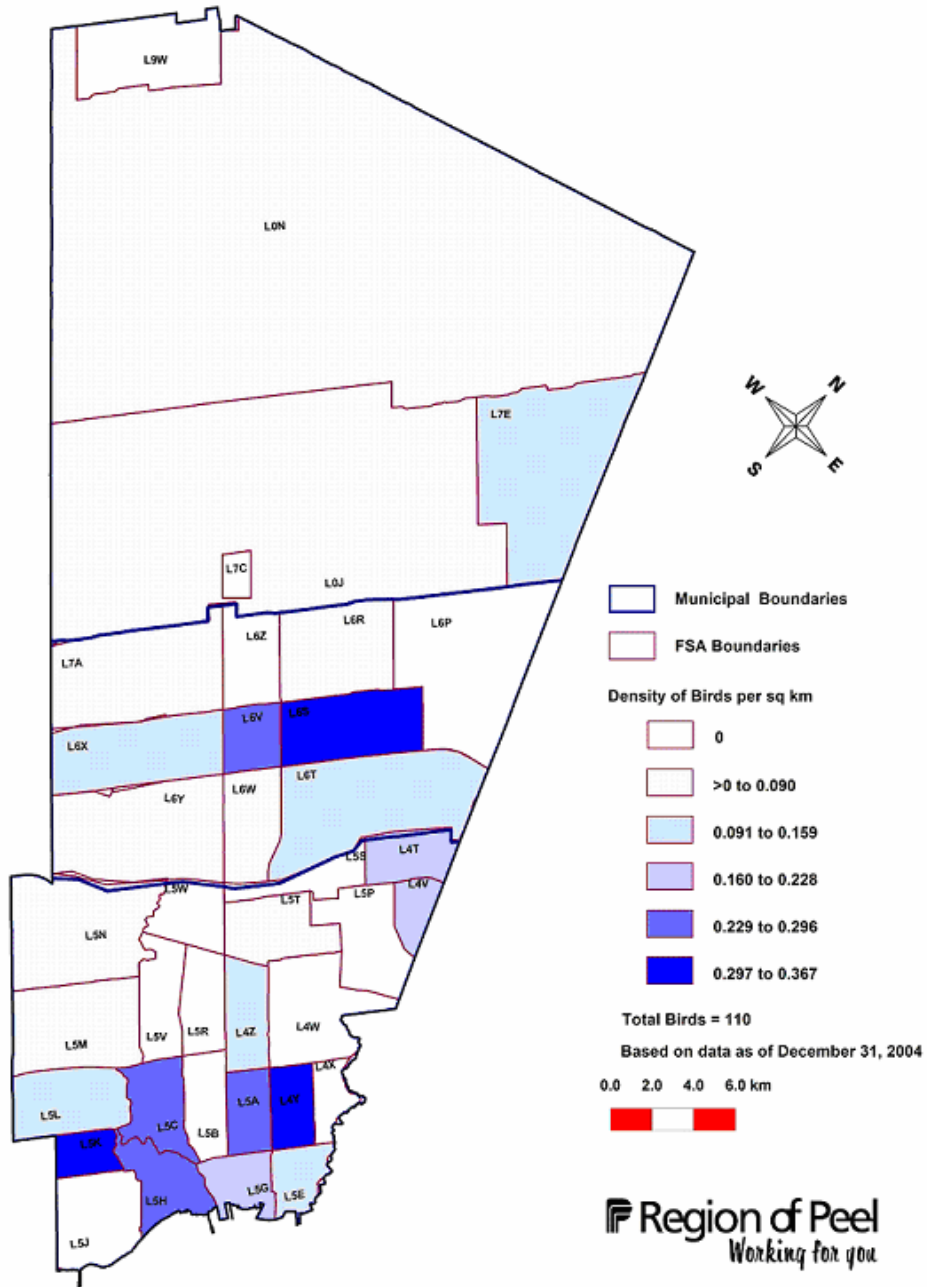 L9W
L0N
L7E
W N
S E
L7C
L0J
L6R
L6P
L6Z
L7A
L6V
L6S
L6X
L6T
L6W
L6Y
L5S
L4T
L4V
L5W
L5T
L5P
L5N
L5V
L5R
L4Z
L4W
L5M
L4X
L5L
L5C
L5B
L5A
L4Y
L5K
L5H
L5G
L5E
L5J
Municipal Boundaries
FSA Boundaries
Density of Birds per sq km
0
>0 to 0.090
0.091 to 0.159
0.160 to 0.228
0.229 to 0.296
0.297 to 0.367
Total Birds = 110
Based on data as of December 31, 2004
0.0 2.0 4.0 6.0 km
Region of Peel
Working for you